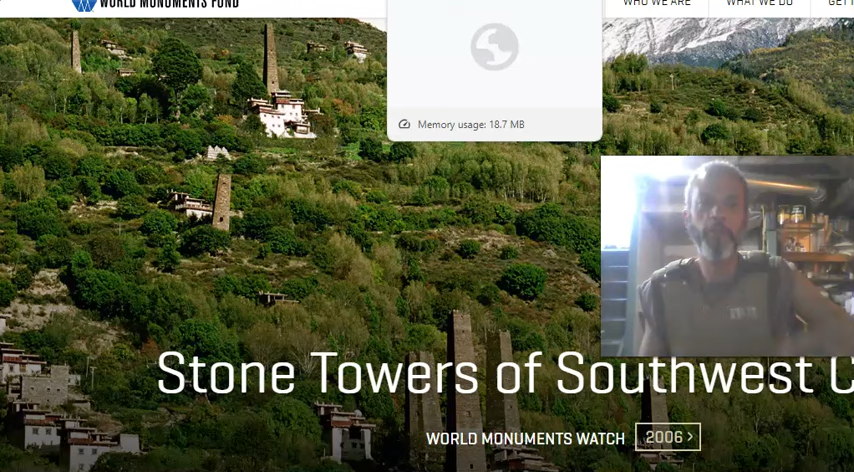 WORLD MONUMENTS FUND
WHO WE ARE
WHAT WE DO
Memory usage: 18.7 MB
Stone Towers of Southwest C
WORLD MONUMENTS WATCH 2006 >